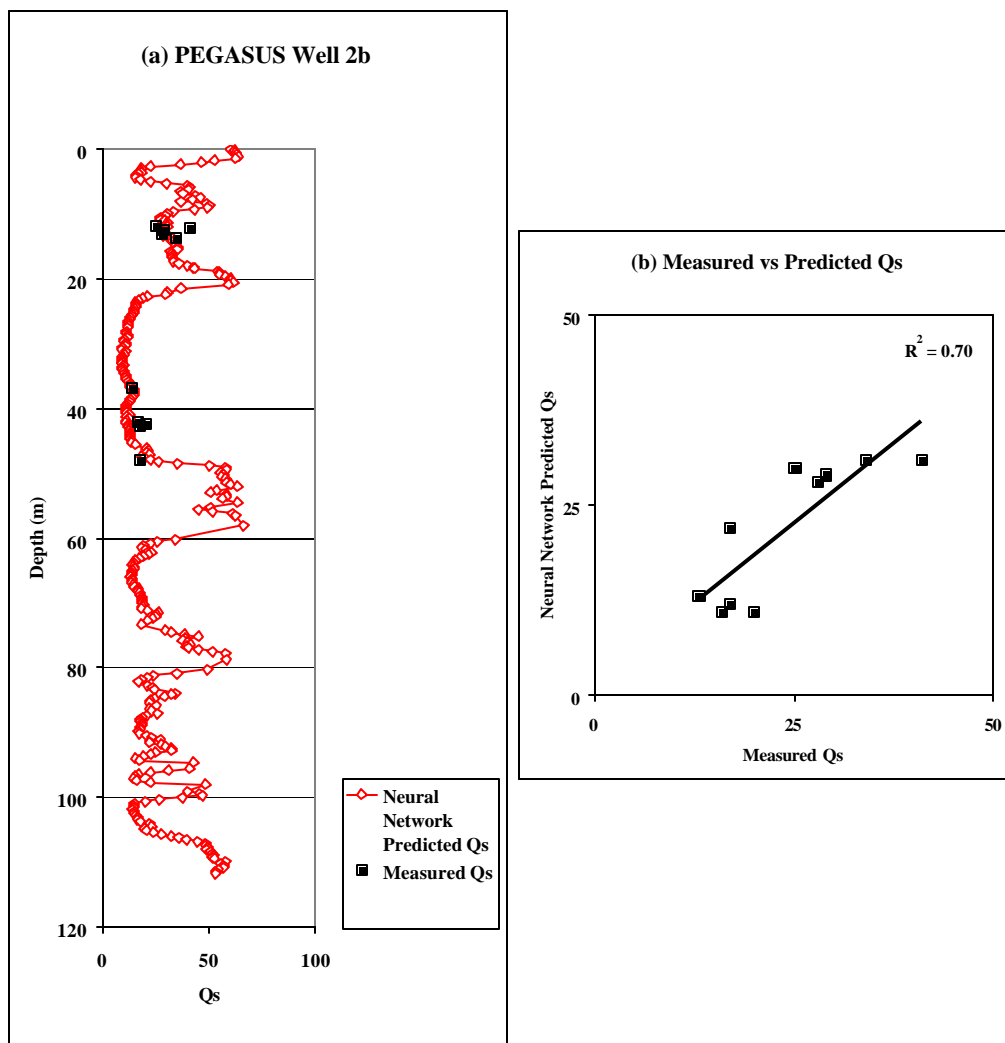 (a) PEGASUS Well 2b
0
20
40
60
80
100
120
Depth (m)
0 50 100
Qs
Neural
Network
Predicted Qs
Measured Qs
(b) Measured vs Predicted Qs
50
25
0
R² = 0.70
Neural Network Predicted Qs
0 25 50
Measured Qs